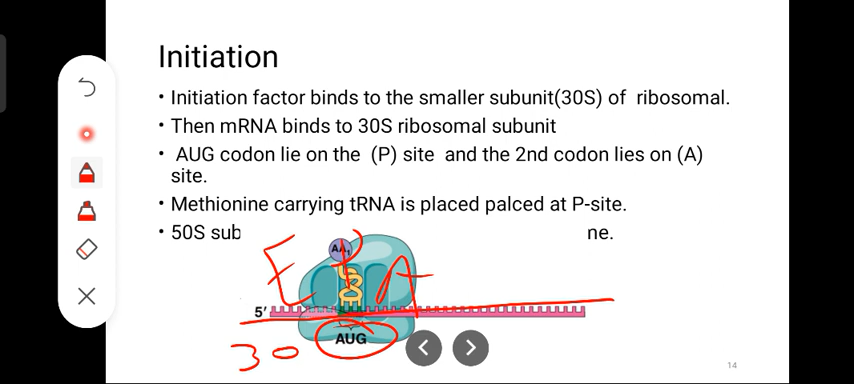 Initiation
• Initiation factor binds to the smaller subunit(30S) of ribosomal.
• Then mRNA binds to 30S ribosomal subunit
• AUG codon lie on the (P) site and the 2nd codon lies on (A)
site.
• Methionine carrying tRNA is placed palced at P-site.
• 50S sub ne.
AA1
E P A
5′
AUG
30
14